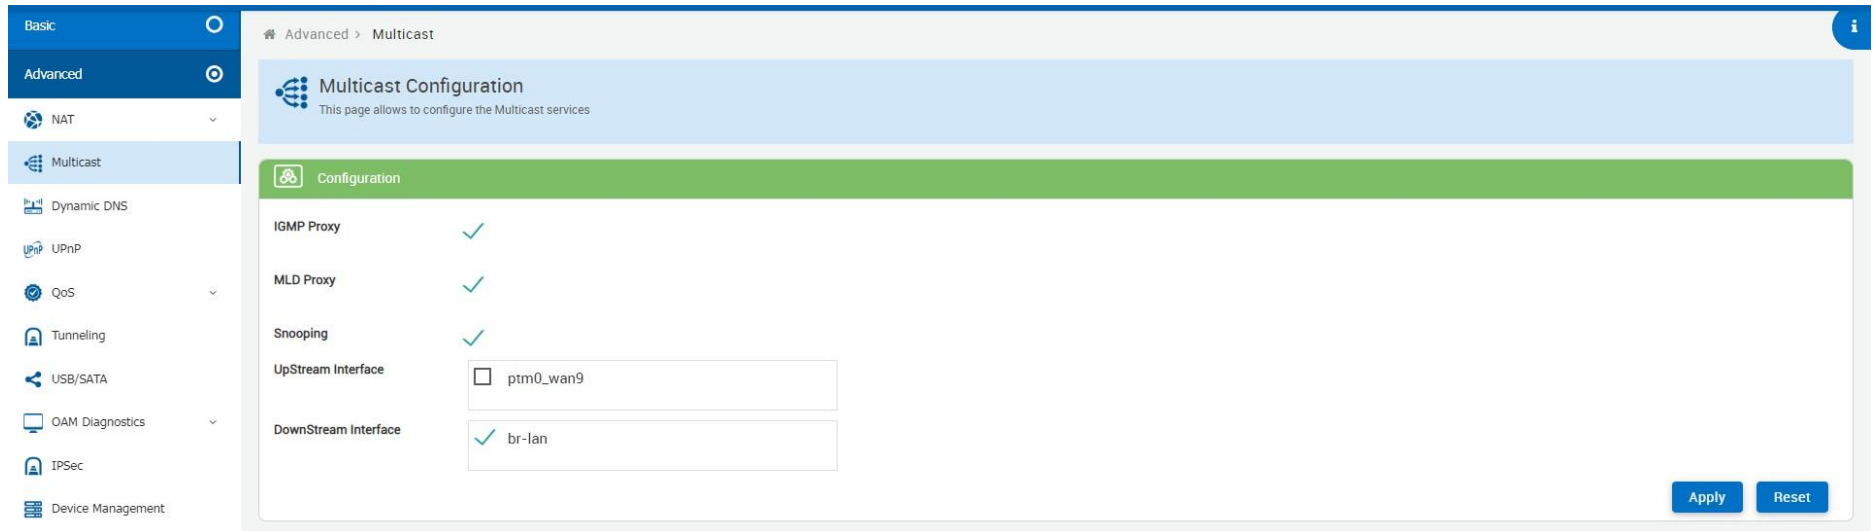 Basic
Advanced
NAT
Multicast
Dynamic DNS
UPnP UPnP
QoS
Tunneling
USB/SATA
OAM Diagnostics
IPSec
Device Management
Advanced > Multicast
i
Multicast Configuration
This page allows to configure the Multicast services
Configuration
IGMP Proxy
MLD Proxy
Snooping
UpStream Interface ptm0_wan9
DownStream Interface br-lan
Apply Reset